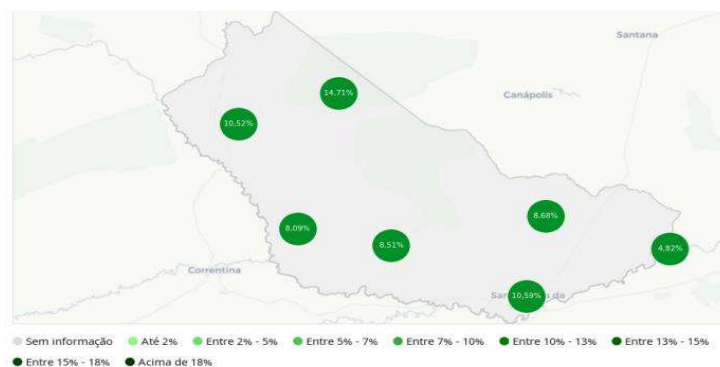 Santana
14,71%
Canápolis
10,52%
8,68%
8,09%
8,51%
4,82%
Correntina
10,59%
da
Sem informação Até 2% Entre 2% - 5% Entre 5% - 7% Entre 7% - 10% Entre 10% - 13% Entre 13% - 15%
Entre 15% - 18% Acima de 18%